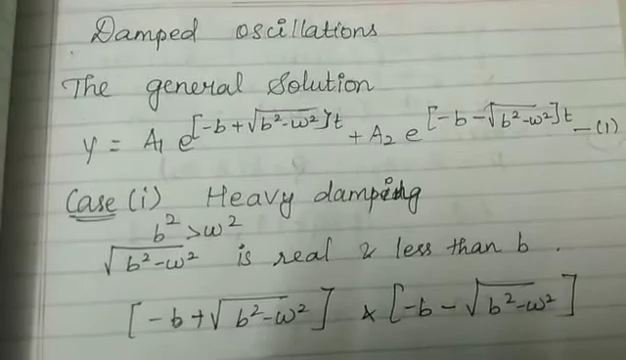 Damped oscillations
The general Solution
y = A₁ e^[-b+√(b²-ω²)]t + A₂ e^[-b-√(b²-ω²)]t —(1)
Case (i) Heavy damping
b² > ω²
√(b²-ω²) is real & less than b .
[-b+√(b²-ω²)] & [-b-√(b²-ω²)]